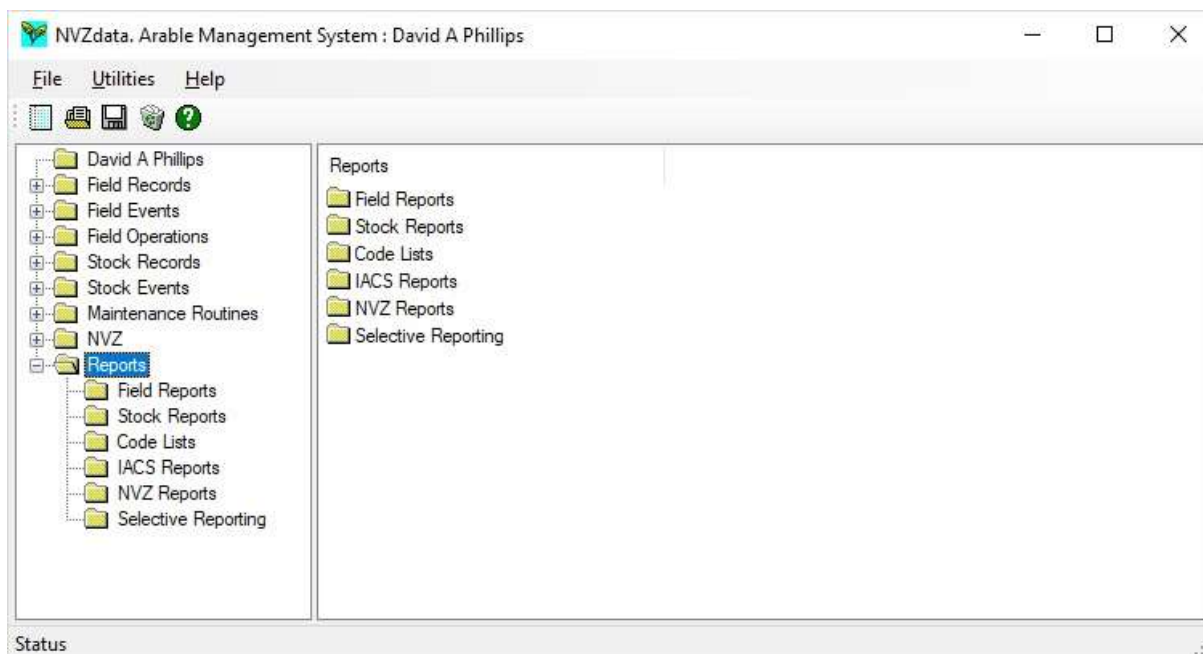 NVZdata. Arable Management System : David A Phillips
File Utilities Help
David A Phillips
Field Records
Field Events
Field Operations
Stock Records
Stock Events
Maintenance Routines
NVZ
Reports
Field Reports
Stock Reports
Code Lists
IACS Reports
NVZ Reports
Selective Reporting
Reports
Field Reports
Stock Reports
Code Lists
IACS Reports
NVZ Reports
Selective Reporting
Status